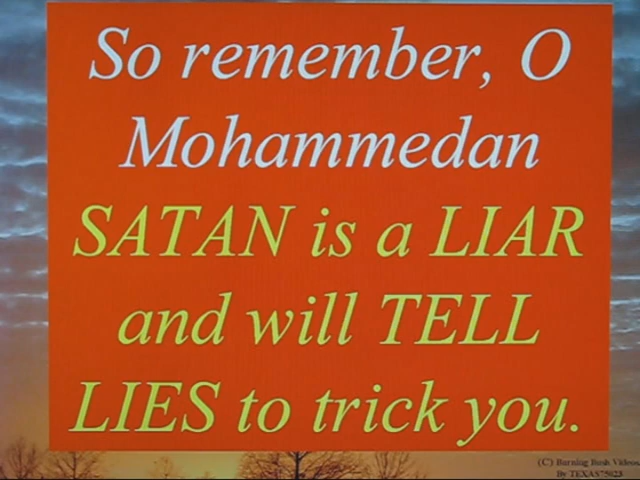 So remember, O
Mohammedan
SATAN is a LIAR
and will TELL
LIES to trick you.
(C) Burning Bush Videos.
By TEXAS75023